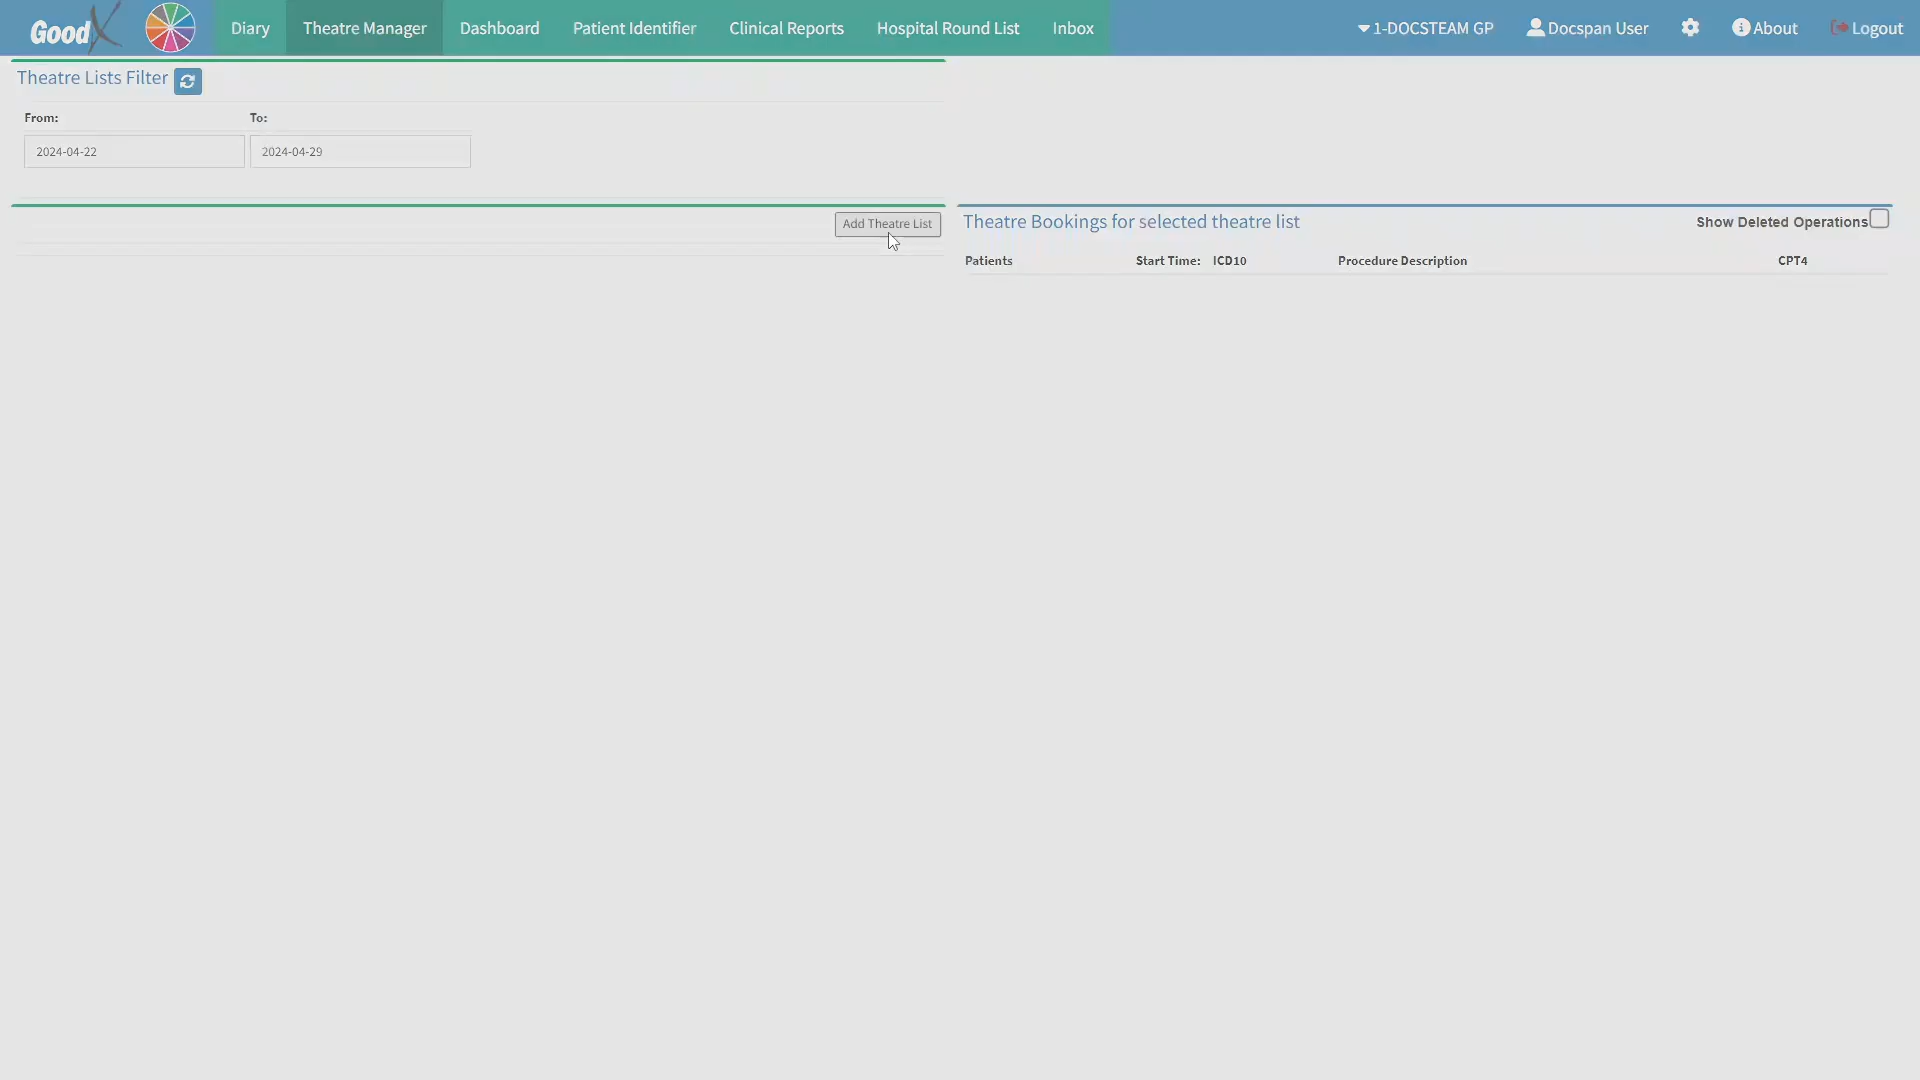 GoodX Diary Theatre Manager Dashboard Patient Identifier Clinical Reports Hospital Round List Inbox 1-DOCSTEAM GP Docspan User About Logout
Theatre Lists Filter
From: To:
2024-04-22 2024-04-29
Add Theatre List
Theatre Bookings for selected theatre list Show Deleted Operations
Patients Start Time: ICD10 Procedure Description CPT4